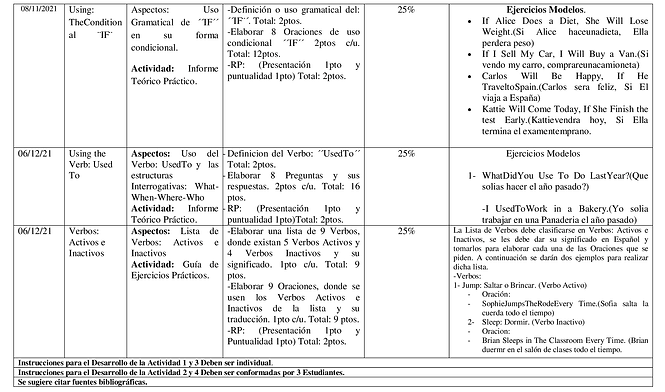 08/11/2021
Using:
TheCondition
al ¨IF¨
Aspectos: Uso
Gramatical de ´´IF´´
en su forma
condicional.
Actividad: Informe
Teórico Práctico.
-Definición o uso gramatical del:
´´IF´´. Total: 2ptos.
-Elaborar 8 Oraciones de uso
condicional ´´IF´´ 2ptos c/u.
Total: 12ptos.
-RP: (Presentación 1pto y
puntualidad 1pto) Total: 2ptos.
25%
Ejercicios Modelos.
• If Alice Does a Diet, She Will Lose
Weight.(Si Alice haceunadieta, Ella
perdera peso)
• If I Sell My Car, I Will Buy a Van.(Si
vendo my carro, comprareunacamioneta)
• Carlos Will Be Happy, If He
TraveltoSpain.(Carlos sera feliz, Si El
viaja a España)
• Kattie Will Come Today, If She Finish the
test Early.(Kattievendra hoy, Si Ella
termina el examentemprano.
06/12/21
Using the
Verb: Used
To
Aspectos: Uso del
Verbo: UsedTo y las
estructuras
Interrogativas: What-
When-Where-Who
Actividad: Informe
Teórico Práctico.
- Definicion del Verbo: ´´UsedTo´´
Total: 2ptos.
- Elaborar 8 Preguntas y sus
respuestas. 2ptos c/u. Total: 16
ptos.
- RP: (Presentación 1pto y
puntualidad 1pto)Total: 2ptos.
25%
Ejercicios Modelos
1- WhatDidYou Use To Do LastYear?(Que
solias hacer el año pasado?)
-I UsedToWork in a Bakery.(Yo solia
trabajar en una Panaderia el año pasado)
06/12/21
Verbos:
Activos e
Inactivos
Aspectos: Lista de
Verbos: Activos e
Inactivos
Actividad: Guía de
Ejercicios Prácticos.
-Elaborar una lista de 9 Verbos,
donde existan 5 Verbos Activos y
4 Verbos Inactivos y su
significado. 1pto c/u. Total: 9
ptos.
-Elaborar 9 Oraciones, donde se
usen los Verbos Activos e
Inactivos de la lista y su
traducción. 1pto c/u. Total: 9 ptos.
-RP: (Presentación 1pto y
Puntualidad 1pto) Total: 2ptos.
25%
La Lista de Verbos debe clasificarse en Verbos: Activos e
Inactivos, se les debe dar su significado en Español y
tomarlos para elaborar cada una de las Oraciones que se
piden. A continuación se darán dos ejemplos para realizar
dicha lista.
-Verbos:
1- Jump: Saltar o Brincar. (Verbo Activo)
- Oración:
- SophieJumpsTheRodeEvery Time.(Sofia salta la
cuerda todo el tiempo)
2- Sleep: Dormir. (Verbo Inactivo)
- Oracion:
- Brian Sleeps in The Classroom Every Time. (Brian
duermr en el salón de clases todo el tiempo.
Instrucciones para el Desarrollo de la Actividad 1 y 3 Deben ser individual.
Instrucciones para el Desarrollo de la Actividad 2 y 4 Deben ser conformadas por 3 Estudiantes.
Se sugiere citar fuentes bibliográficas.